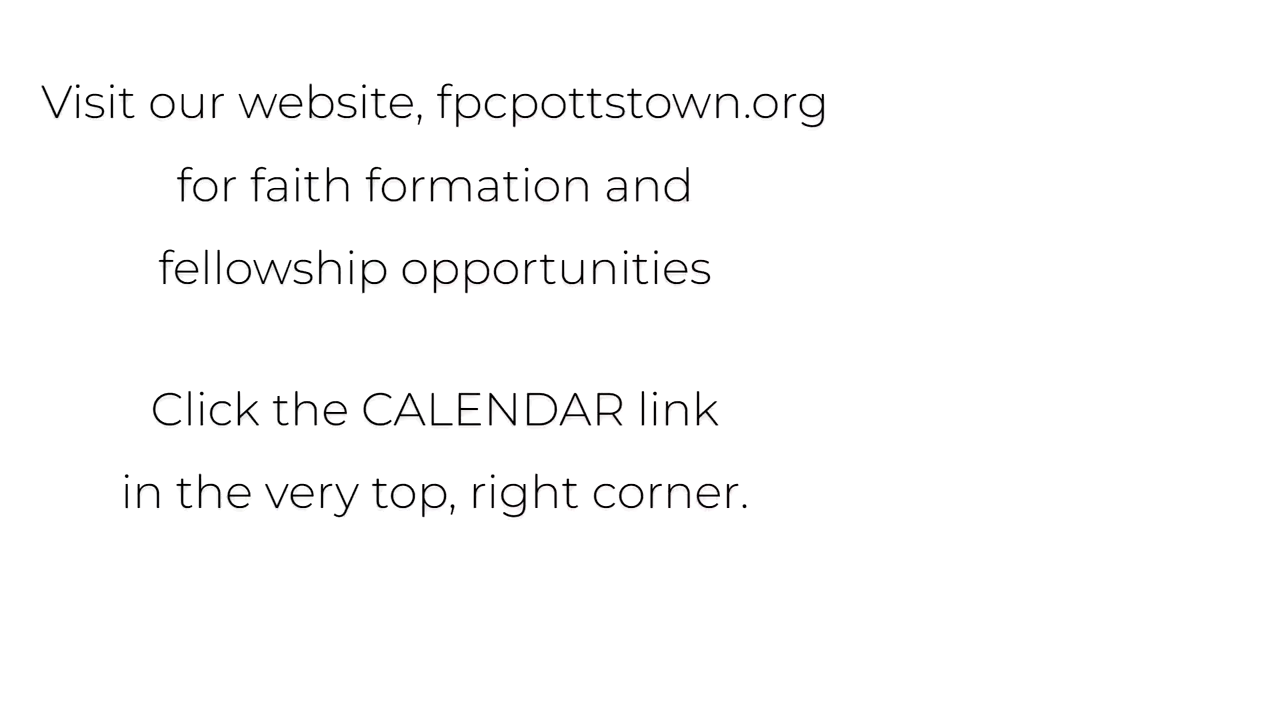 Visit our website, fpcpottstown.org
for faith formation and
fellowship opportunities
Click the CALENDAR link
in the very top, right corner.